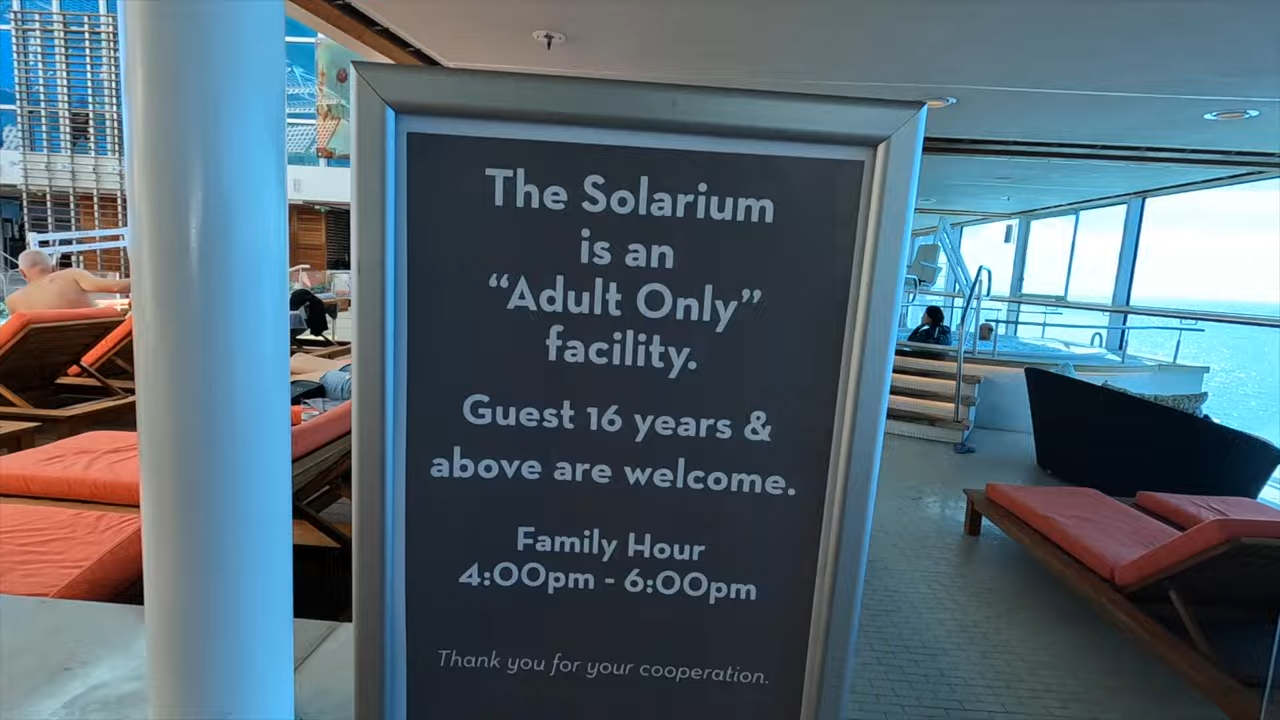 The Solarium
is an
“Adult Only”
facility.
Guest 16 years &
above are welcome.
Family Hour
4:00pm - 6:00pm
Thank you for your cooperation.